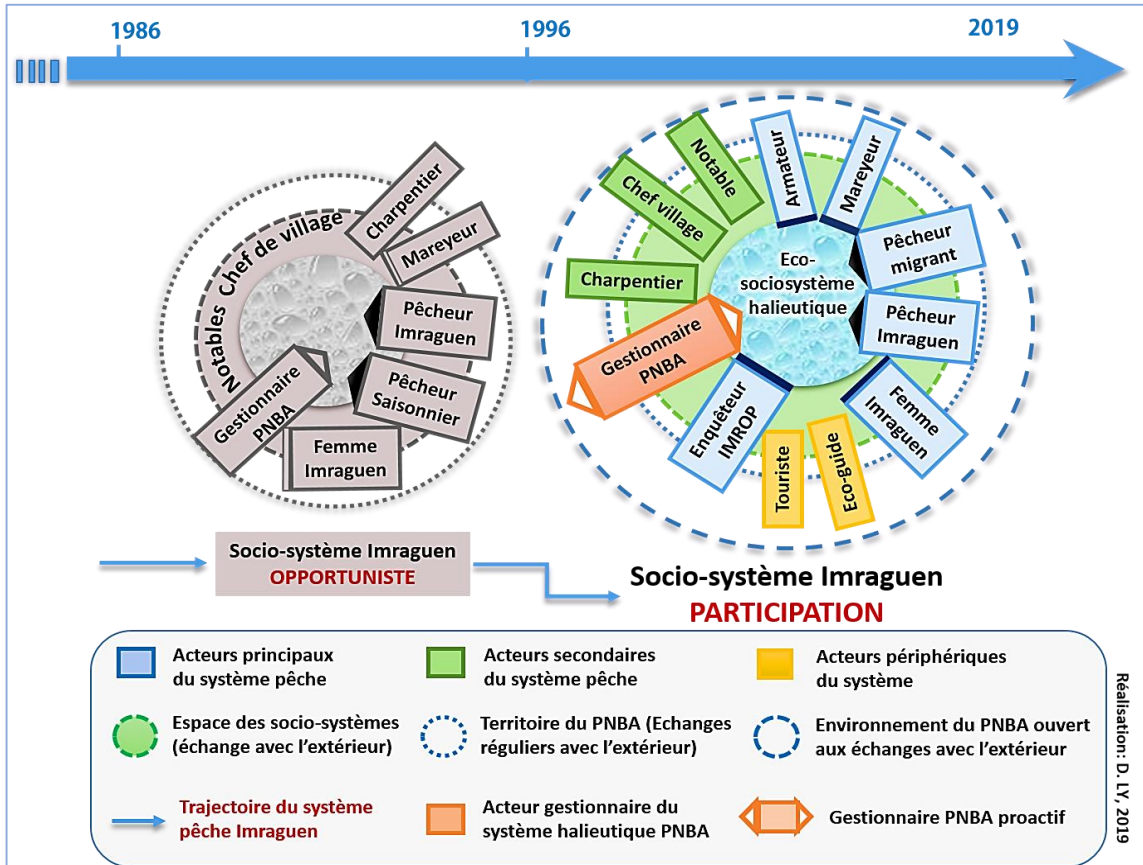 1986
1996
2019
Notables
Chef de village
Charpentier
Mareyeur
Pêcheur
Imraguen
Pêcheur
Saisonnier
Femme
Imraguen
Gestionnaire
PNBA
Notable
Chef village
Charpentier
Gestionnaire
PNBA
Armateur
Mareyeur
Pêcheur
migrant
Pêcheur
Imraguen
Femme
Imraguen
Eco-guide
Touriste
Enquêteur
IMROP
Eco-
sociosystème
halieutique
Socio-système Imraguen
OPPORTUNISTE
Socio-système Imraguen
PARTICIPATION
Acteurs principaux
du système pêche
Acteurs secondaires
du système pêche
Acteurs périphériques
du système
Espace des socio-systèmes
(échange avec l'extérieur)
Territoire du PNBA (Echanges
réguliers avec l'extérieur)
Environnement du PNBA ouvert
aux échanges avec l'extérieur
Trajectoire du système
pêche Imraguen
Acteur gestionnaire du
système halieutique PNBA
Gestionnaire PNBA proactif
Réalisation: D. LY, 2019